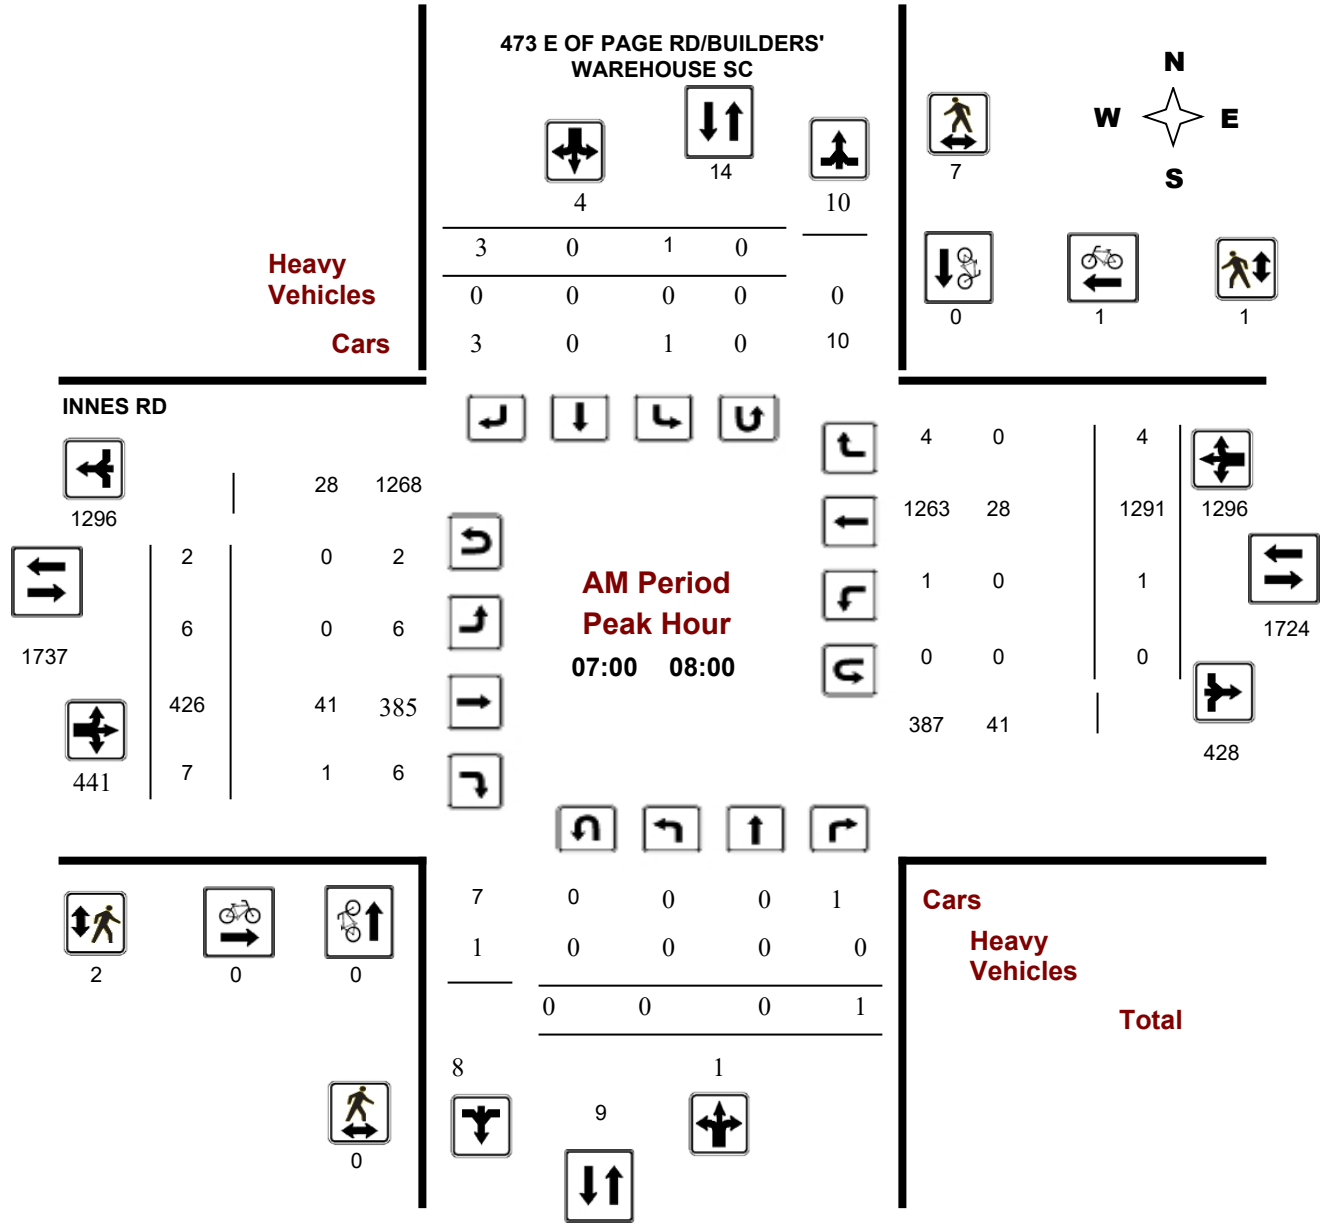 473 E OF PAGE RD/BUILDERS'
WAREHOUSE SC
N
W E
S
14
7
4 10
3 0 1 0
Heavy
Vehicles
0 0 0 0 0
0 1 1
Cars
3 0 1 0 10
INNES RD
4 0 4
28 1268
1296
1263 28 1291 1296
2 0 2
AM Period
Peak Hour
07:00 08:00
1 0 1
6 0 6
1724
1737
0 0 0
426 41 385
387 41
428
441
7 1 6
7 0 0 0 1
Cars
1 0 0 0 0
Heavy
Vehicles
2 0 0
0 0 0 1
Total
8 1
9
0